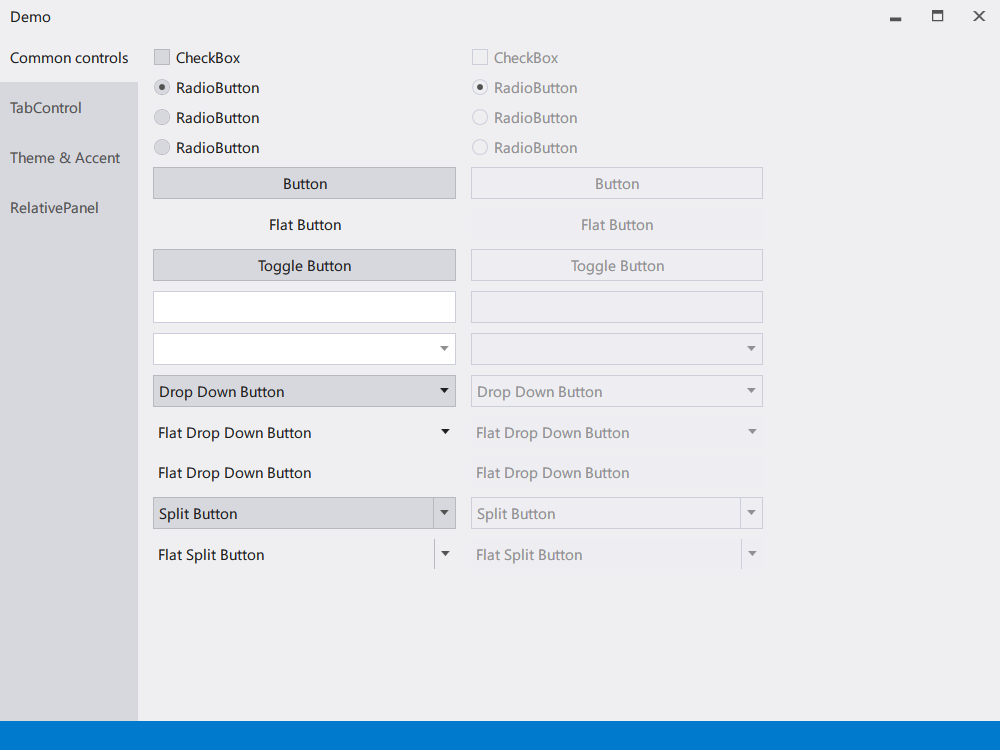 Demo
Common controls
TabControl
Theme & Accent
RelativePanel
CheckBox
RadioButton
RadioButton
RadioButton
Button
Flat Button
Toggle Button
Drop Down Button
Flat Drop Down Button
Flat Drop Down Button
Split Button
Flat Split Button
CheckBox
RadioButton
RadioButton
RadioButton
Button
Flat Button
Toggle Button
Drop Down Button
Flat Drop Down Button
Flat Drop Down Button
Split Button
Flat Split Button